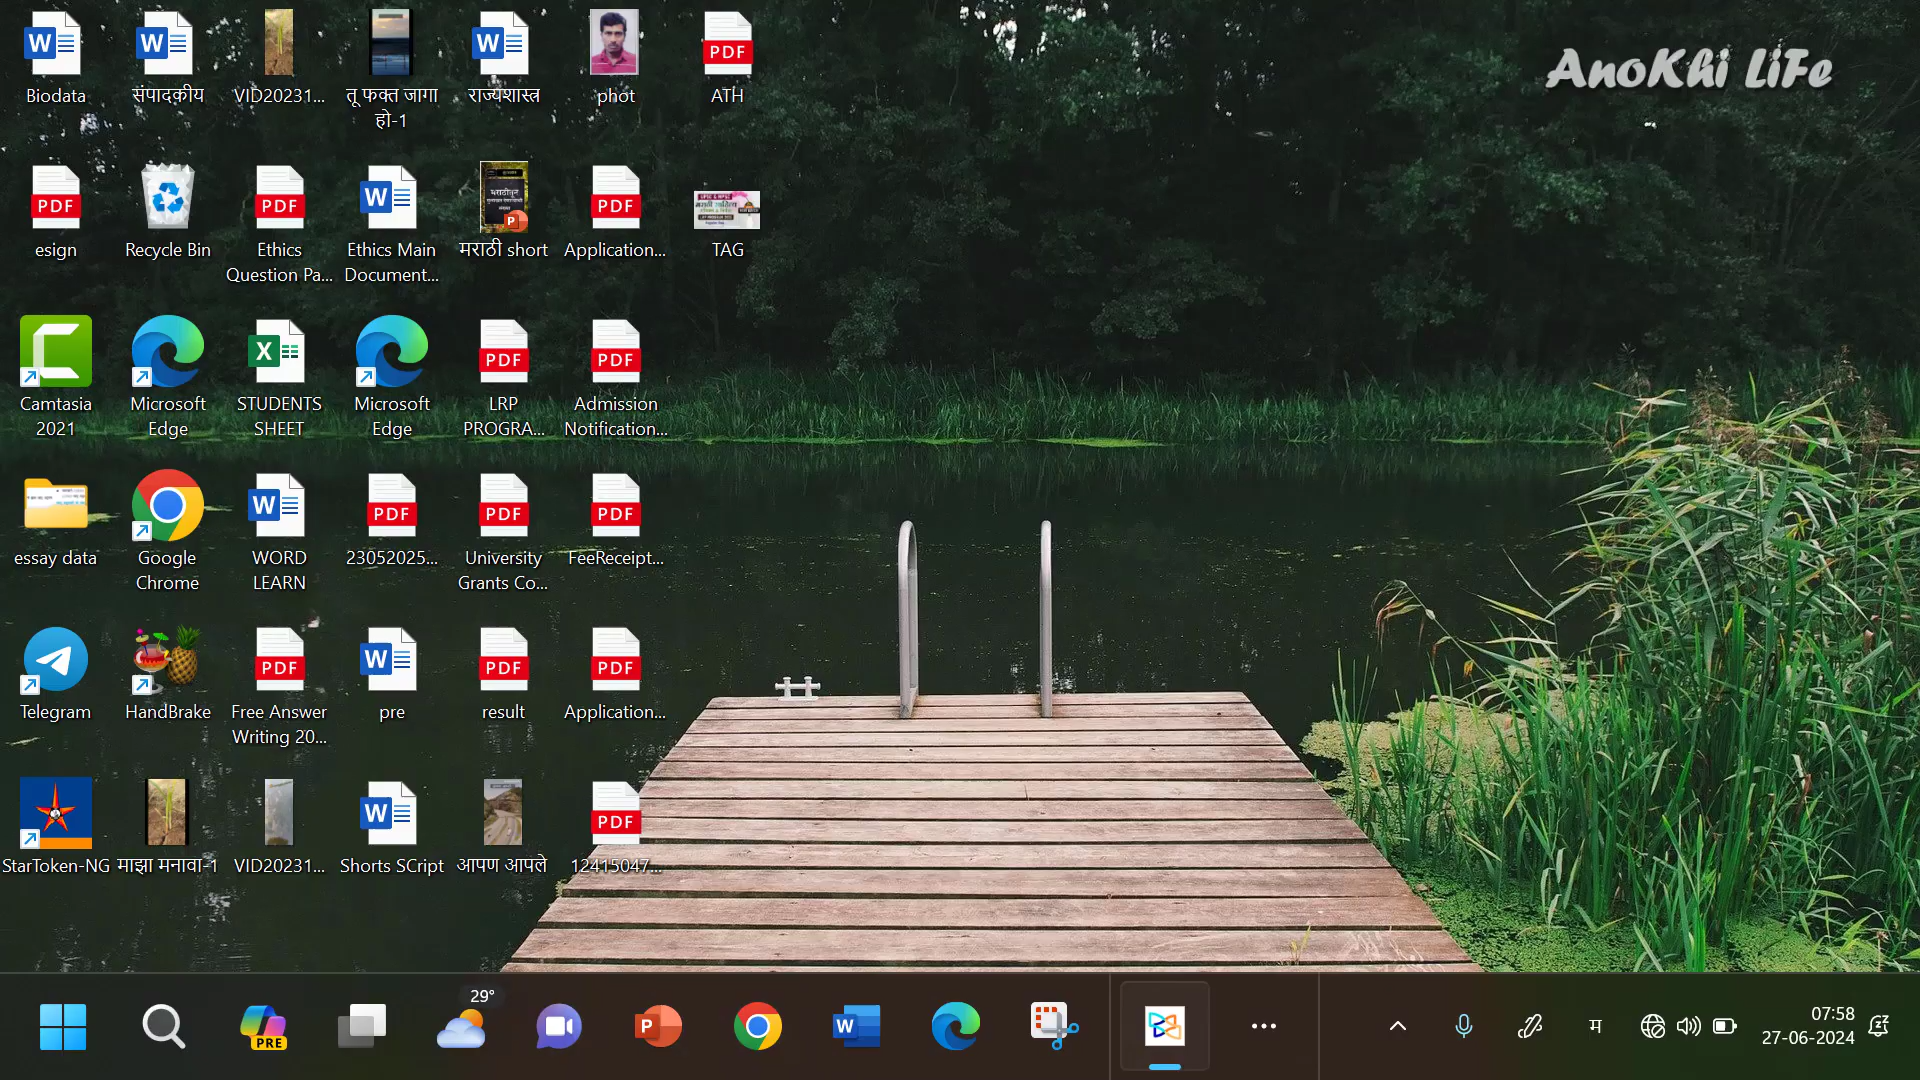 AnoKhi LiFe
Biodata
संपादकीय
VID20231...
तू फक्त जागा
हो-1
राज्यशास्त्र
phot
ATH
esign
Recycle Bin
Ethics
Question Pa...
Ethics Main
Document...
मराठी short
Application...
TAG
Camtasia
2021
Microsoft
Edge
STUDENTS
SHEET
Microsoft
Edge
LRP
PROGRA...
Admission
Notification...
essay data
Google
Chrome
WORD
LEARN
23052025...
University
Grants Co...
FeeReceipt...
Telegram
HandBrake
Free Answer
Writing 20...
pre
result
Application...
StarToken-NG
माझा मनावा-1
VID20231...
Shorts SCript
आपण आपले
12415047...
PRE
29°
म
07:58
27-06-2024